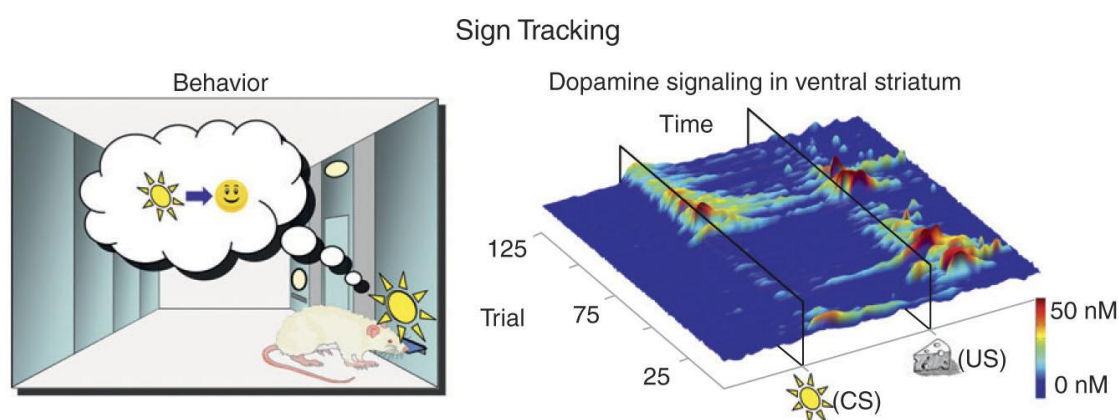 Sign Tracking
Behavior
Dopamine signaling in ventral striatum
Time
125
75
25
Trial
50 nM
0 nM
(US)
(CS)